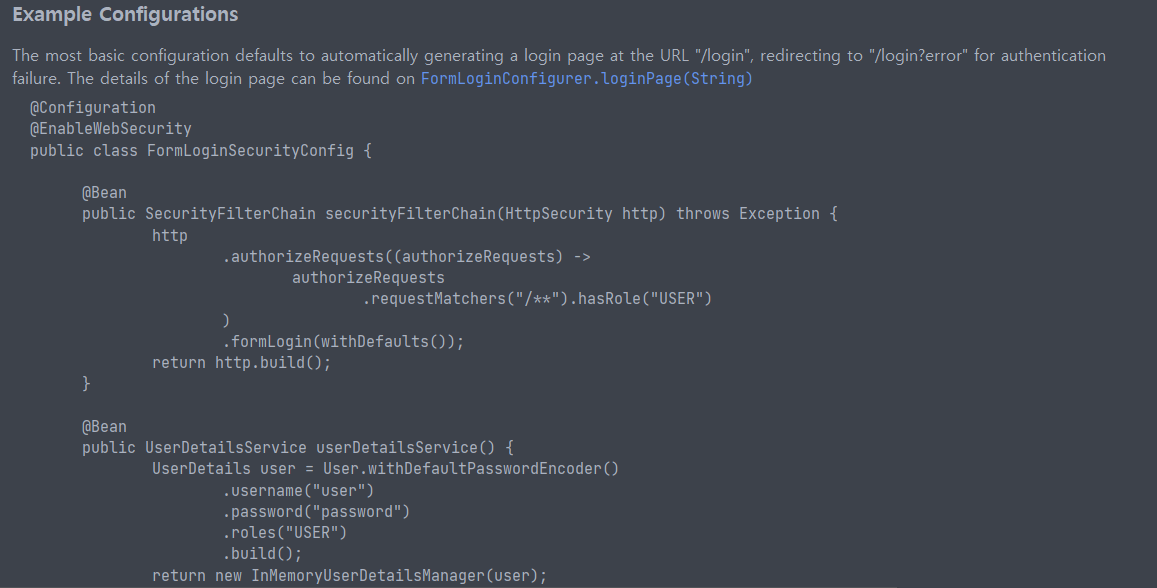 Example Configurations
The most basic configuration defaults to automatically generating a login page at the URL "/login", redirecting to "/login?error" for authentication
failure. The details of the login page can be found on FormLoginConfigurer.loginPage(String)
@Configuration
@EnableWebSecurity
public class FormLoginSecurityConfig {
@Bean
public SecurityFilterChain securityFilterChain(HttpSecurity http) throws Exception {
http
.authorizeRequests((authorizeRequests) ->
authorizeRequests
.requestMatchers("/**").hasRole("USER")
)
.formLogin(withDefaults());
return http.build();
}
@Bean
public UserDetailsService userDetailsService() {
UserDetails user = User.withDefaultPasswordEncoder()
.username("user")
.password("password")
.roles("USER")
.build();
return new InMemoryUserDetailsManager(user);